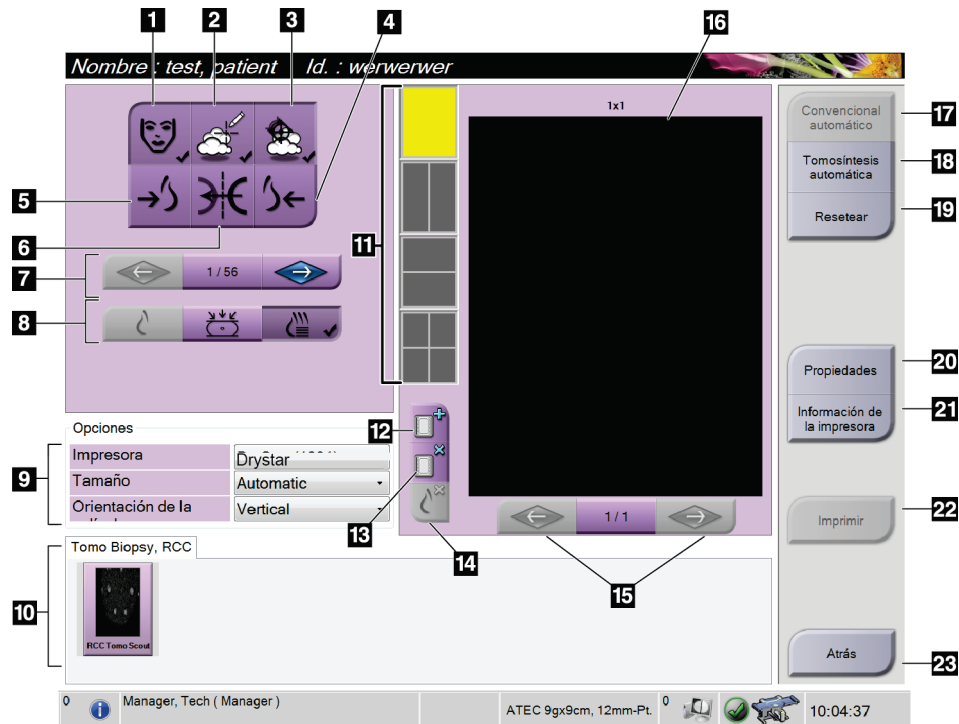 1
2
3
4
16
Nombre : test, patient Id. : werwerwer
1x1
Convencional
automático
17
Tomosíntesis
automática
18
Resetear
19
5
6
11
7
1 / 56
8
Propiedades
20
Información de
la impresora
21
Opciones
12
9
Impresora
Drystar
Tamaño
Automatic
Orientación de la
Vertical
13
14
1 / 1
15
Imprimir
22
Tomo Biopsy, RCC
10
RCC Tomo Scout
Atrás
23
0
Manager, Tech ( Manager )
ATEC 9gx9cm, 12mm-Pt.
0
10:04:37